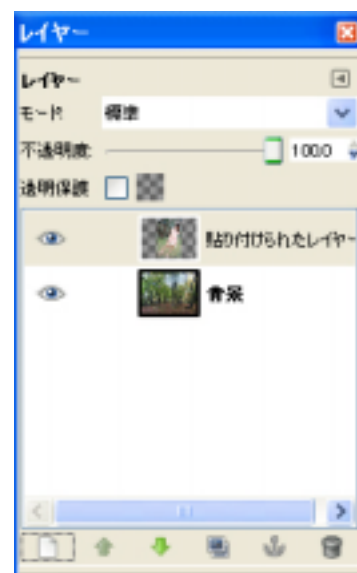 レイヤー
レイヤー
モード: 標準
不透明度: 100.0
透明保護
貼り付けられたレイヤー
背景